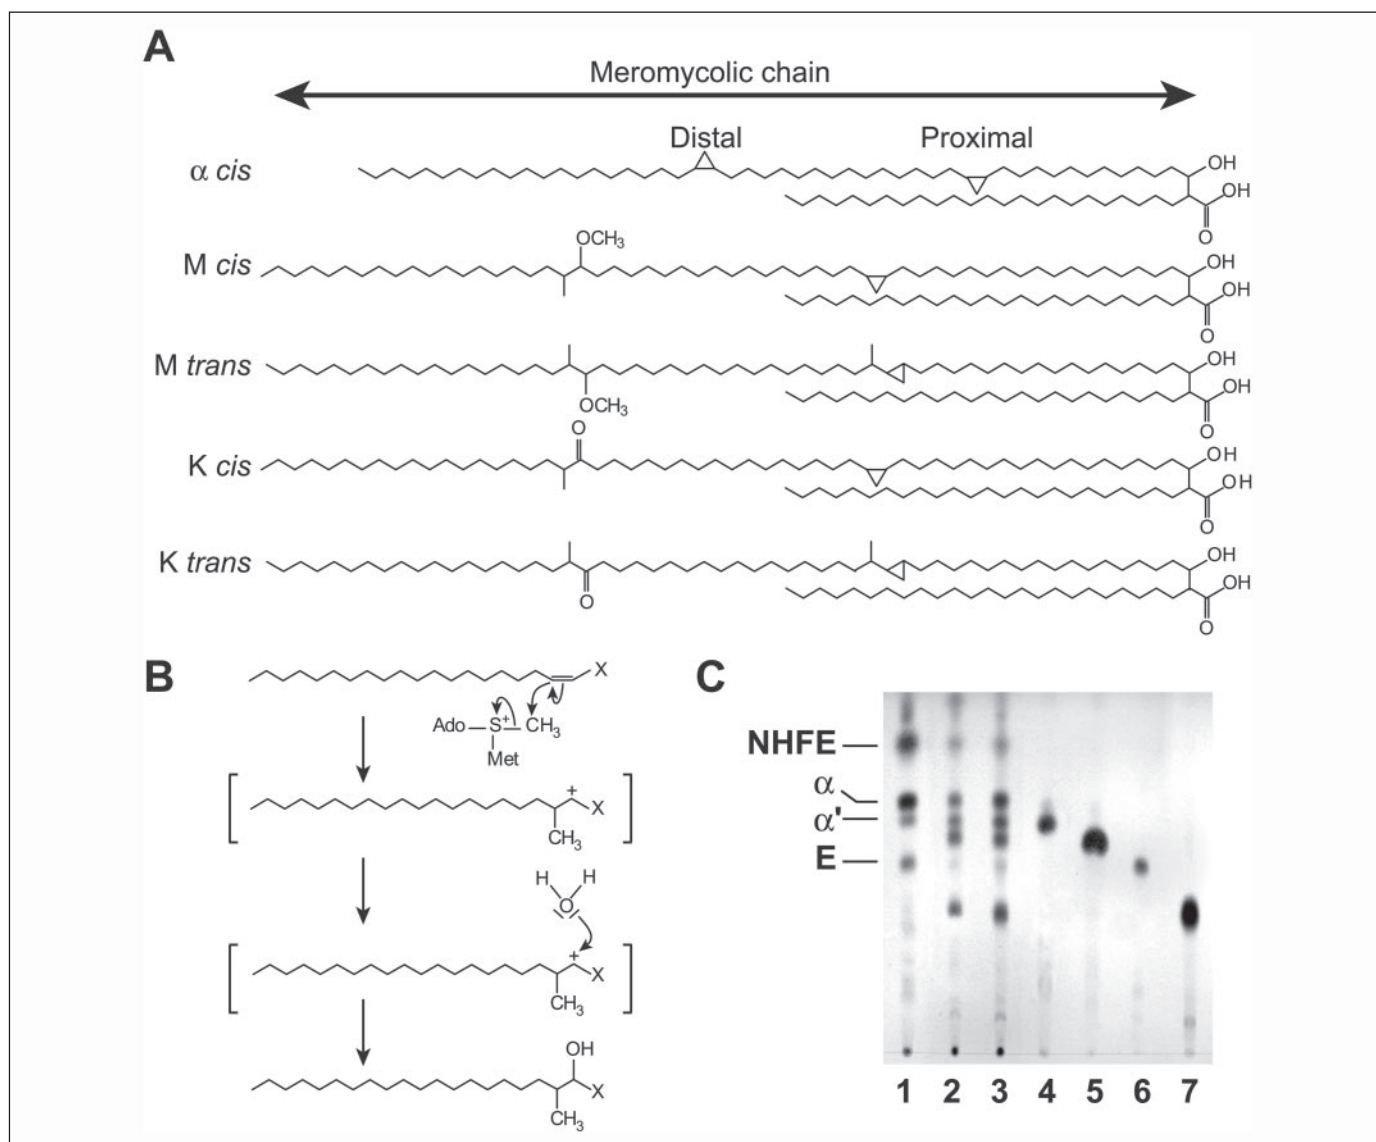 A
Meromycolic chain
Distal
Proximal
α cis
OH
OH
O
M cis
OCH3
OH
OH
O
M trans
OCH3
OH
OH
O
K cis
O
OH
OH
O
K trans
O
OH
OH
O
B
X
Ado S+ CH3
Met
+
X
CH3
H H
O
+
X
CH3
OH
X
CH3
C
NHFE
α
α'
E
1 2 3 4 5 6 7